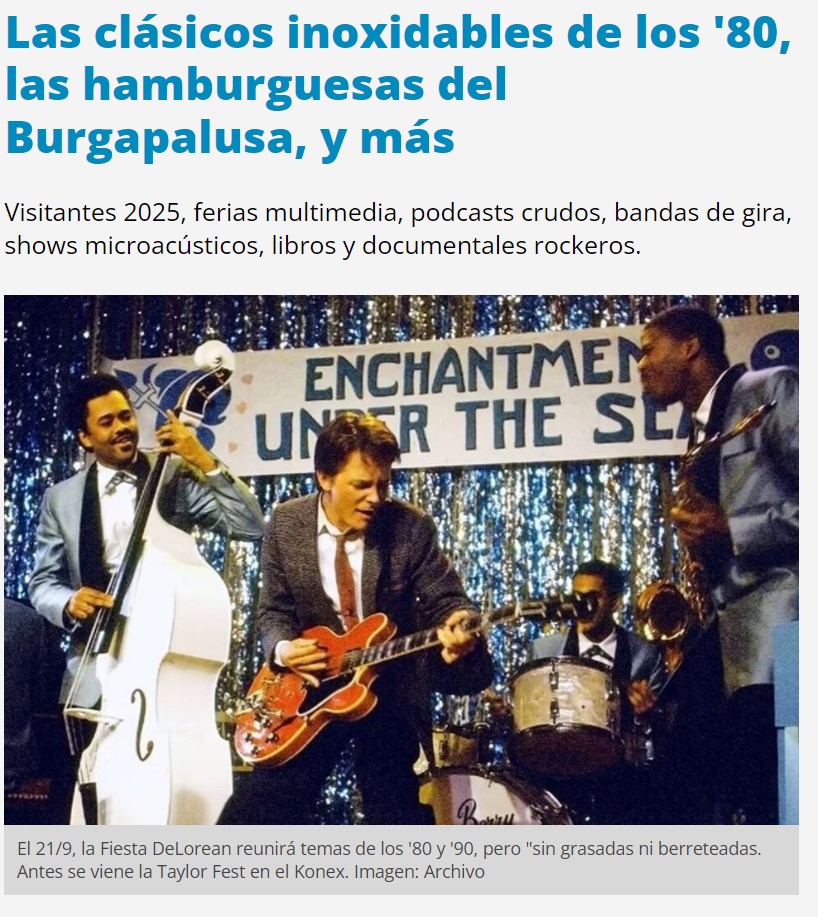 Las clásicos inoxidables de los '80,
las hamburguesas del
Burgapalusa, y más
Visitantes 2025, ferias multimedia, podcasts crudos, bandas de gira,
shows microacústicos, libros y documentales rockeros.
ENCHANTMEN
UNDER THE SEA
Berry
El 21/9, la Fiesta DeLorean reunirá temas de los '80 y '90, pero "sin grasadas ni berreteadas.
Antes se viene la Taylor Fest en el Konex. Imagen: Archivo